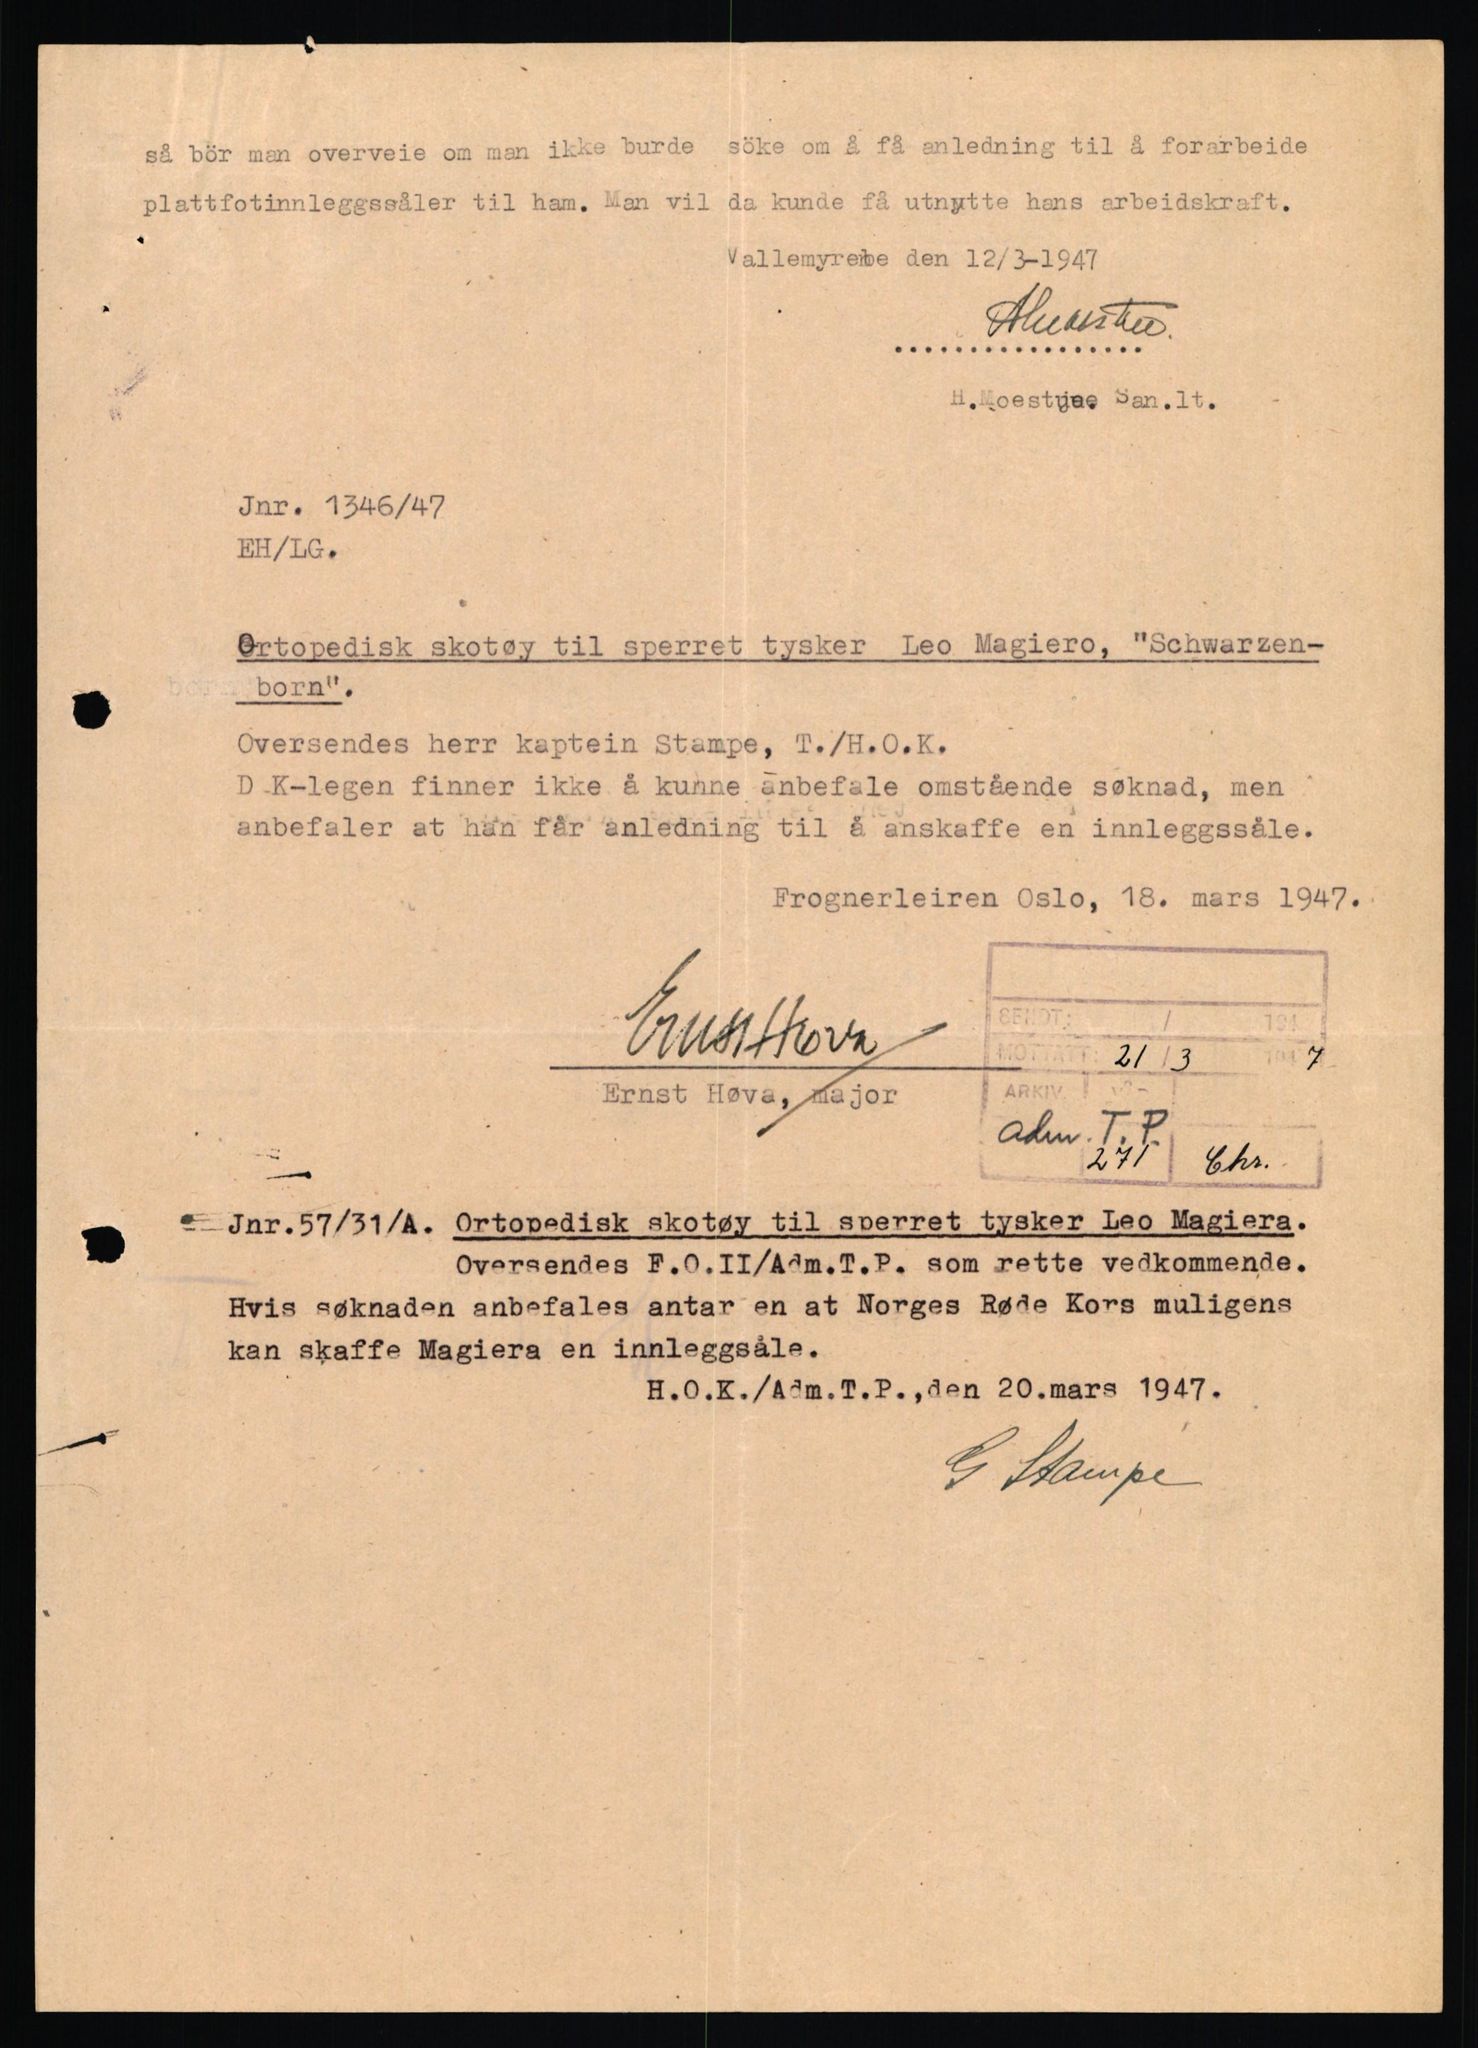 så bör man overveie om man ikke burde söke om å få anledning til å forarbeide
plattfotinnleggssåler til ham. Man vil da kunde få utnytte hans arbeidskraft.
Vallemyrene den 12/3-1947
.................
H. San.lt.
Jnr. 1346/47
EH/LG.
Ortopedisk skotøy til sperret tysker Leo Magiero, "Schwarzen-
born".
Oversendes herr kaptein Stampe, T./H.O.K.
D K-legen finner ikke å kunne anbefale omstående søknad, men
anbefaler at han får anledning til å anskaffe en innleggssåle.
Frognerleiren Oslo, 18. mars 1947.
Ernst Høva
Ernst Høva, major
SENDT: / 194
MOTTATT: 21/3 1947
ARKIV.
adm. T.P.
271 Chr.
Jnr.57/31/A. Ortopedisk skotøy til sperret tysker Leo Magiera.
Oversendes F.O.II/Adm.T.P. som rette vedkommende.
Hvis søknaden anbefales antar en at Norges Røde Kors muligens
kan skaffe Magiera en innleggsåle.
H.O.K./Adm.T.P.,den 20.mars 1947.
G Stampe